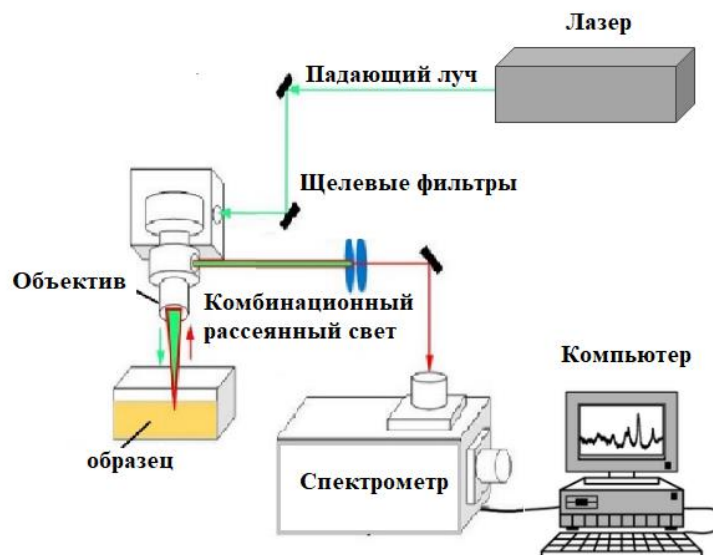 Лазер
Падающий луч
Щелевые фильтры
Объектив
Комбинационный
рассеянный свет
Компьютер
образец
Спектрометр